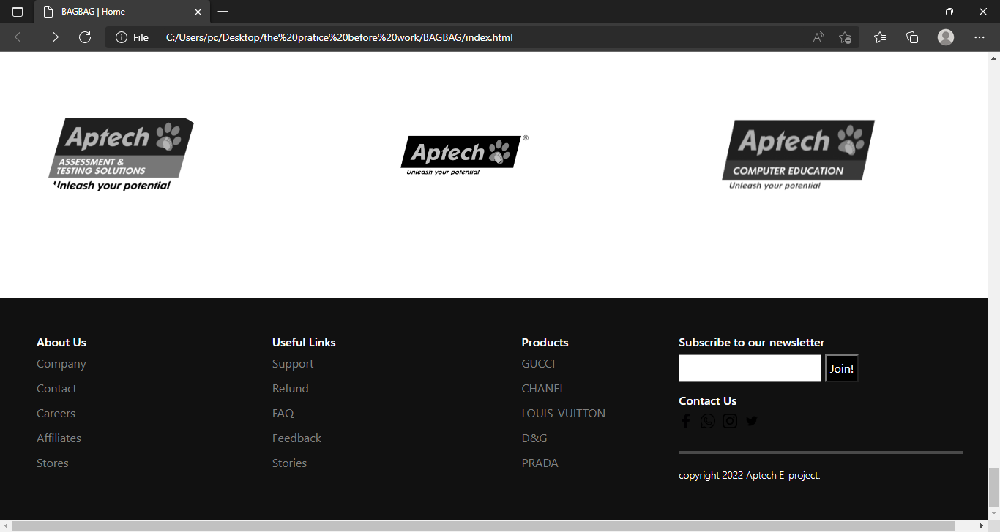 BAGBAG | Home
File
C:/Users/pc/Desktop/the%20pratice%20before%20work/BAGBAG/index.html
Aptech
ASSESSMENT &
TESTING SOLUTIONS
Unleash your potential
Aptech ®
Unleash your potential
Aptech
COMPUTER EDUCATION
Unleash your potential
About Us
Company
Contact
Careers
Affiliates
Stores
Useful Links
Support
Refund
FAQ
Feedback
Stories
Products
GUCCI
CHANEL
LOUIS-VUITTON
D&G
PRADA
Subscribe to our newsletter
Join!
Contact Us
copyright 2022 Aptech E-project.